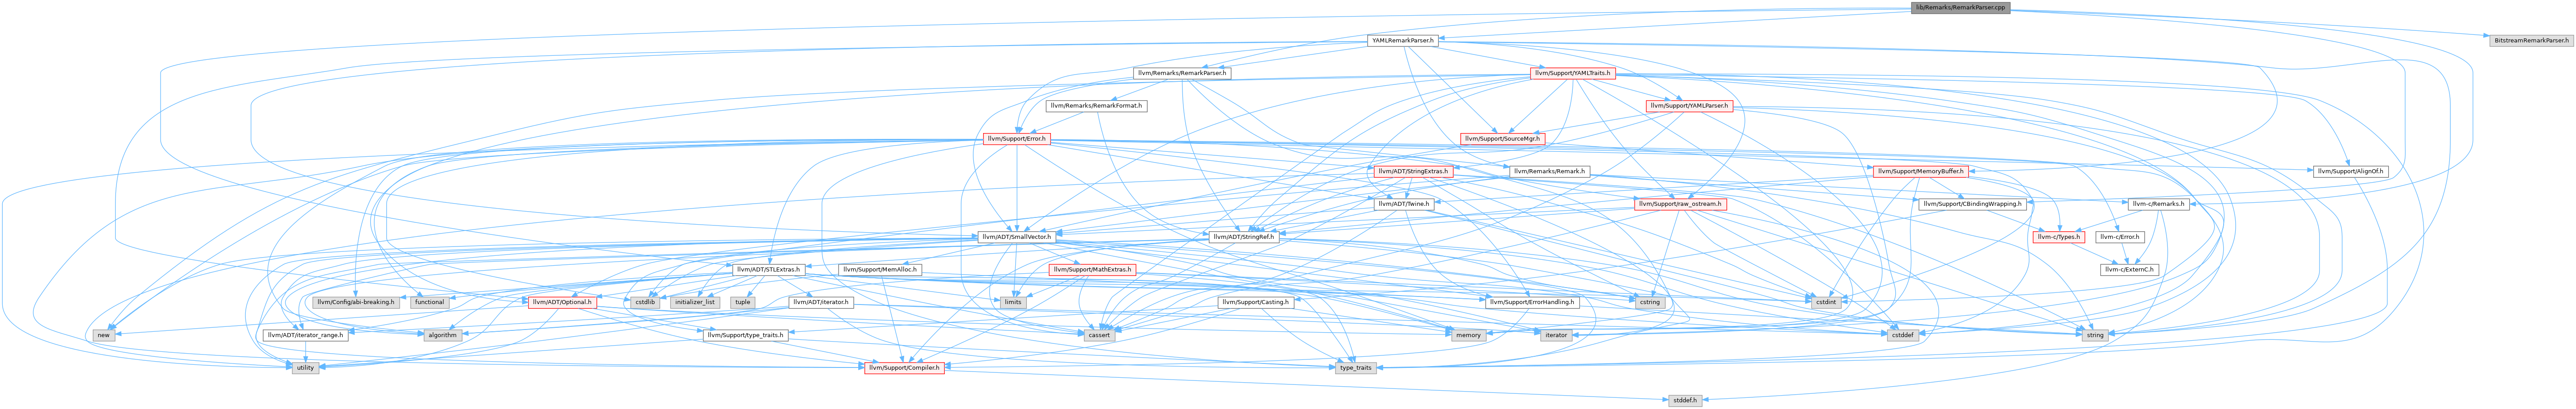 lib/Remarks/RemarkParser.cpp
YAMLRemarkParser.h
BitstreamRemarkParser.h
llvm/Remarks/RemarkParser.h
llvm/Support/YAMLTraits.h
llvm/Remarks/RemarkFormat.h
llvm/Support/YAMLParser.h
llvm/Support/Error.h
llvm/Support/SourceMgr.h
llvm/ADT/StringExtras.h
llvm/Remarks/Remark.h
llvm/Support/MemoryBuffer.h
llvm/Support/AlignOf.h
llvm/ADT/Twine.h
llvm/Support/raw_ostream.h
llvm/Support/CBindingWrapping.h
llvm-c/Remarks.h
llvm/ADT/SmallVector.h
llvm/ADT/StringRef.h
llvm-c/Types.h
llvm-c/Error.h
llvm/ADT/STLExtras.h
llvm/Support/MemAlloc.h
llvm/Support/MathExtras.h
llvm-c/ExternC.h
llvm/Config/abi-breaking.h
functional
llvm/ADT/Optional.h
cstdlib
initializer_list
tuple
llvm/ADT/iterator.h
limits
llvm/Support/Casting.h
llvm/Support/ErrorHandling.h
cstring
cstdint
new
llvm/ADT/iterator_range.h
algorithm
llvm/Support/type_traits.h
cassert
memory
iterator
cstddef
string
utility
llvm/Support/Compiler.h
type_traits
stddef.h